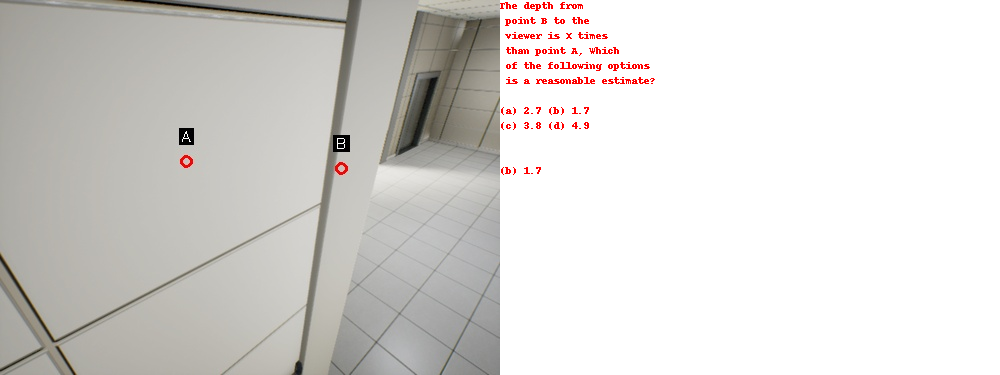 A
B
The depth from
point B to the
viewer is X times
than point A, Which
of the following options
is a reasonable estimate?
(a) 2.7 (b) 1.7
(c) 3.8 (d) 4.9
(b) 1.7